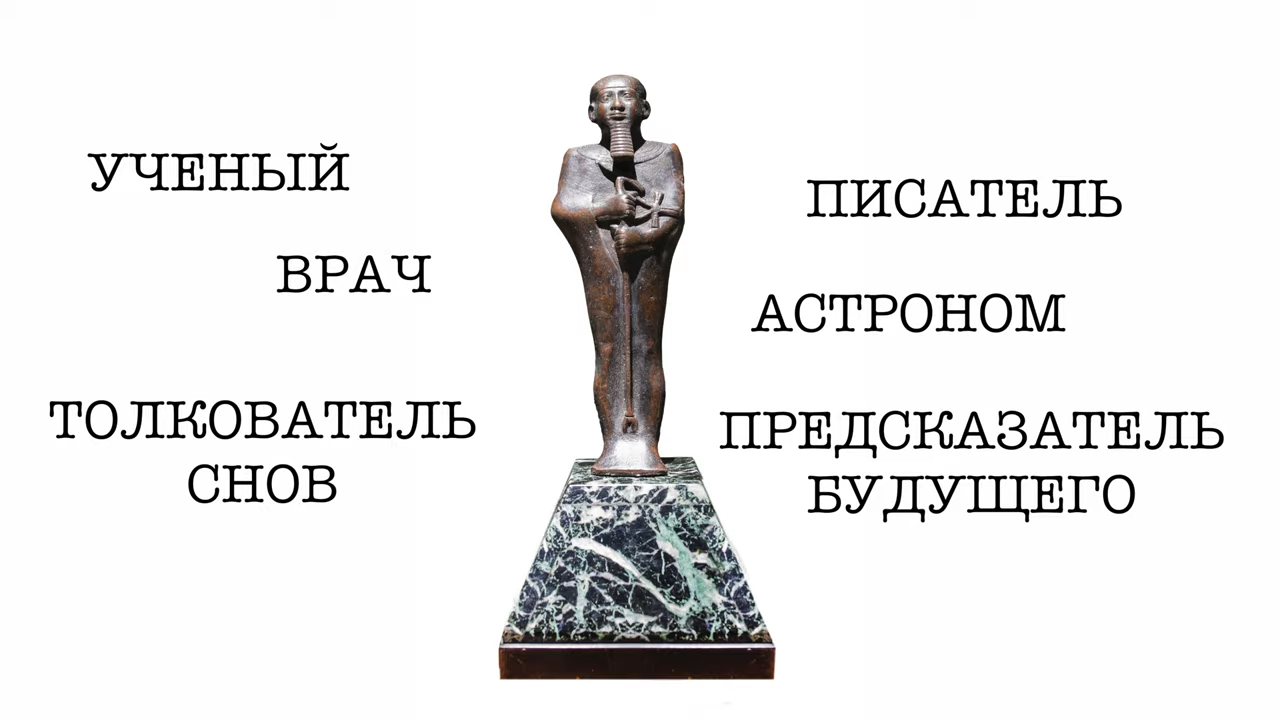 УЧЕНЫЙ
ВРАЧ
ТОЛКОВАТЕЛЬ
СНОВ
ПИСАТЕЛЬ
АСТРОНОМ
ПРЕДСКАЗАТЕЛЬ
БУДУЩЕГО